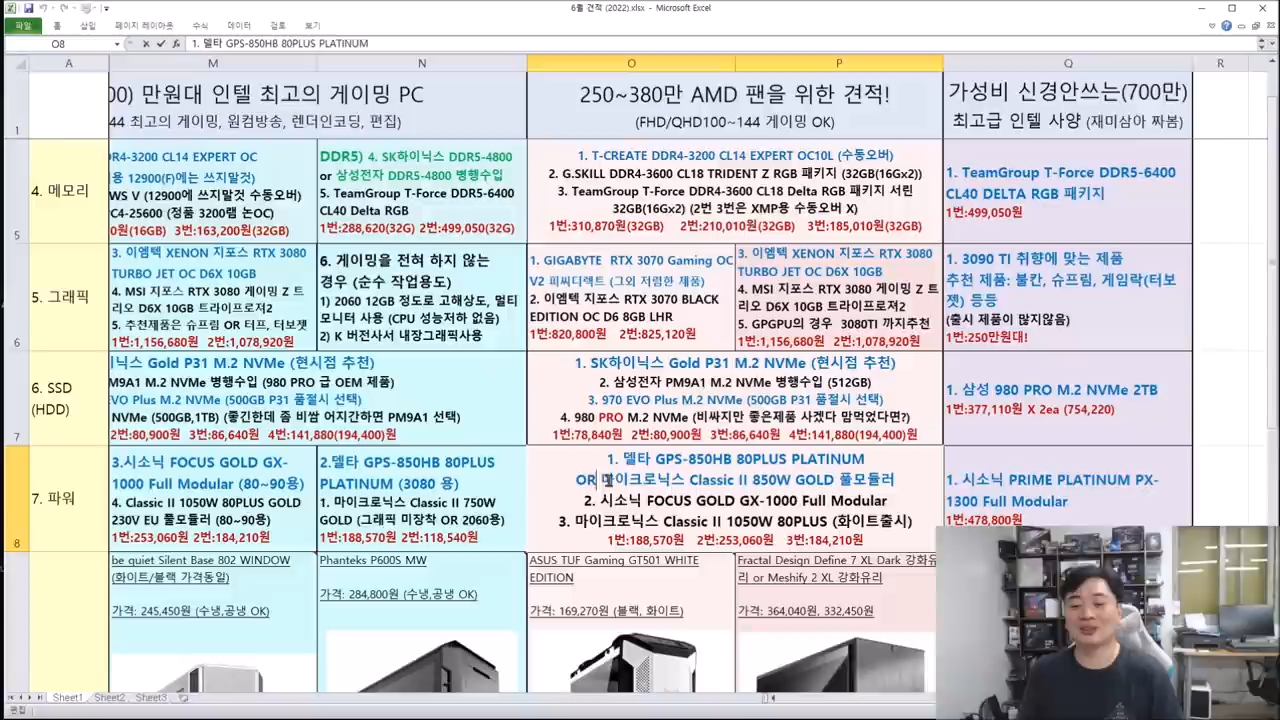 6월 견적 (2022).xlsx - Microsoft Excel
파일 홈 삽입 페이지 레이아웃 수식 데이터 검토 보기
O8
1. 델타 GPS-850HB 80PLUS PLATINUM
A M N O P Q R
1
00) 만원대 인텔 최고의 게이밍 PC
44 최고의 게이밍, 원컴방송, 렌더인코딩, 편집)
250~380만 AMD 팬을 위한 견적!
(FHD/QHD100~144 게이밍 OK)
가성비 신경안쓰는(700만)
최고급 인텔 사양 (재미삼아 짜봄)
5
4. 메모리
DR4-3200 CL14 EXPERT OC
용 12900(F)에는 쓰지말것)
WS V (12900에 쓰지말것 수동오버)
C4-25600 (정품 3200램 논OC)
0원(16GB) 3번:163,200원(32GB)
DDR5) 4. SK하이닉스 DDR5-4800
or 삼성전자 DDR5-4800 병행수입
5. TeamGroup T-Force DDR5-6400
CL40 Delta RGB
1번:288,620(32G) 2번:499,050(32G)
1. T-CREATE DDR4-3200 CL14 EXPERT OC10L (수동오버)
2. G.SKILL DDR4-3600 CL18 TRIDENT Z RGB 패키지 (32GB(16Gx2))
3. TeamGroup T-Force DDR4-3600 CL18 Delta RGB 패키지 서린
32GB(16Gx2) (2번 3번은 XMP용 수동오버 X)
1번:310,870원(32GB) 2번:210,010원(32GB) 3번:185,010원(32GB)
1. TeamGroup T-Force DDR5-6400
CL40 DELTA RGB 패키지
1번:499,050원
6
5. 그래픽
3. 이엠텍 XENON 지포스 RTX 3080
TURBO JET OC D6X 10GB
4. MSI 지포스 RTX 3080 게이밍 Z 트
리오 D6X 10GB 트라이프로져2
5. 추천제품은 슈프림 OR 터프, 터보젯
1번:1,156,680원 2번:1,078,920원
6. 게이밍을 전혀 하지 않는
경우 (순수 작업용도)
1) 2060 12GB 정도로 고해상도, 멀티
모니터 사용 (CPU 성능저하 없음)
2) K 버전사서 내장그래픽사용
1. GIGABYTE RTX 3070 Gaming OC
V2 피씨디렉트 (그외 저렴한 제품)
2. 이엠텍 지포스 RTX 3070 BLACK
EDITION OC D6 8GB LHR
1번:820,800원 2번:825,120원
3. 이엠텍 XENON 지포스 RTX 3080
TURBO JET OC D6X 10GB
4. MSI 지포스 RTX 3080 게이밍 Z 트
리오 D6X 10GB 트라이프로져2
5. GPGPU의 경우 3080TI 까지추천
1번:1,156,680원 2번:1,078,920원
1. 3090 TI 취향에 맞는 제품
추천 제품: 불칸, 슈프림, 게임락(터보
젯) 등등
(출시 제품이 많지않음)
1번:250만원대!
7
6. SSD
(HDD)
닉스 Gold P31 M.2 NVMe (현시점 추천)
M9A1 M.2 NVMe 병행수입 (980 PRO 급 OEM 제품)
EVO Plus M.2 NVMe (500GB P31 품절시 선택)
NVMe (500GB,1TB) (좋긴한데 좀 비쌈 어지간하면 PM9A1 선택)
2번:80,900원 3번:86,640원 4번:141,880(194,400)원
1. SK하이닉스 Gold P31 M.2 NVMe (현시점 추천)
2. 삼성전자 PM9A1 M.2 NVMe 병행수입 (512GB)
3. 970 EVO Plus M.2 NVMe (500GB P31 품절시 선택)
4. 980 PRO M.2 NVMe (비싸지만 좋은제품 사겠다 맘먹었다면?)
1번:78,840원 2번:80,900원 3번:86,640원 4번:141,880(194,400)원
1. 삼성 980 PRO M.2 NVMe 2TB
1번:377,110원 X 2ea (754,220)
8
7. 파워
3.시소닉 FOCUS GOLD GX-
1000 Full Modular (80~90용)
4. Classic II 1050W 80PLUS GOLD
230V EU 풀모듈러 (80~90용)
1번:253,060원 2번:184,210원
2.델타 GPS-850HB 80PLUS
PLATINUM (3080 용)
1. 마이크로닉스 Classic II 750W
GOLD (그래픽 미장착 OR 2060용)
1번:188,570원 2번:118,540원
1. 델타 GPS-850HB 80PLUS PLATINUM
OR 마이크로닉스 Classic II 850W GOLD 풀모듈러
2. 시소닉 FOCUS GOLD GX-1000 Full Modular
3. 마이크로닉스 Classic II 1050W 80PLUS (화이트출시)
1번:188,570원 2번:253,060원 3번:184,210원
1. 시소닉 PRIME PLATINUM PX-
1300 Full Modular
1번:478,800원
be quiet Silent Base 802 WINDOW
(화이트/블랙 가격동일)
가격: 245,450원 (수냉,공냉 OK)
Phanteks P600S MW
가격: 284,800원 (수냉,공냉 OK)
ASUS TUF Gaming GT501 WHITE
EDITION
가격: 169,270원 (블랙, 화이트)
Fractal Design Define 7 XL Dark 강화유
리 or Meshify 2 XL 강화유리
가격: 364,040원, 332,450원
Sheet1 Sheet2 Sheet3
편집